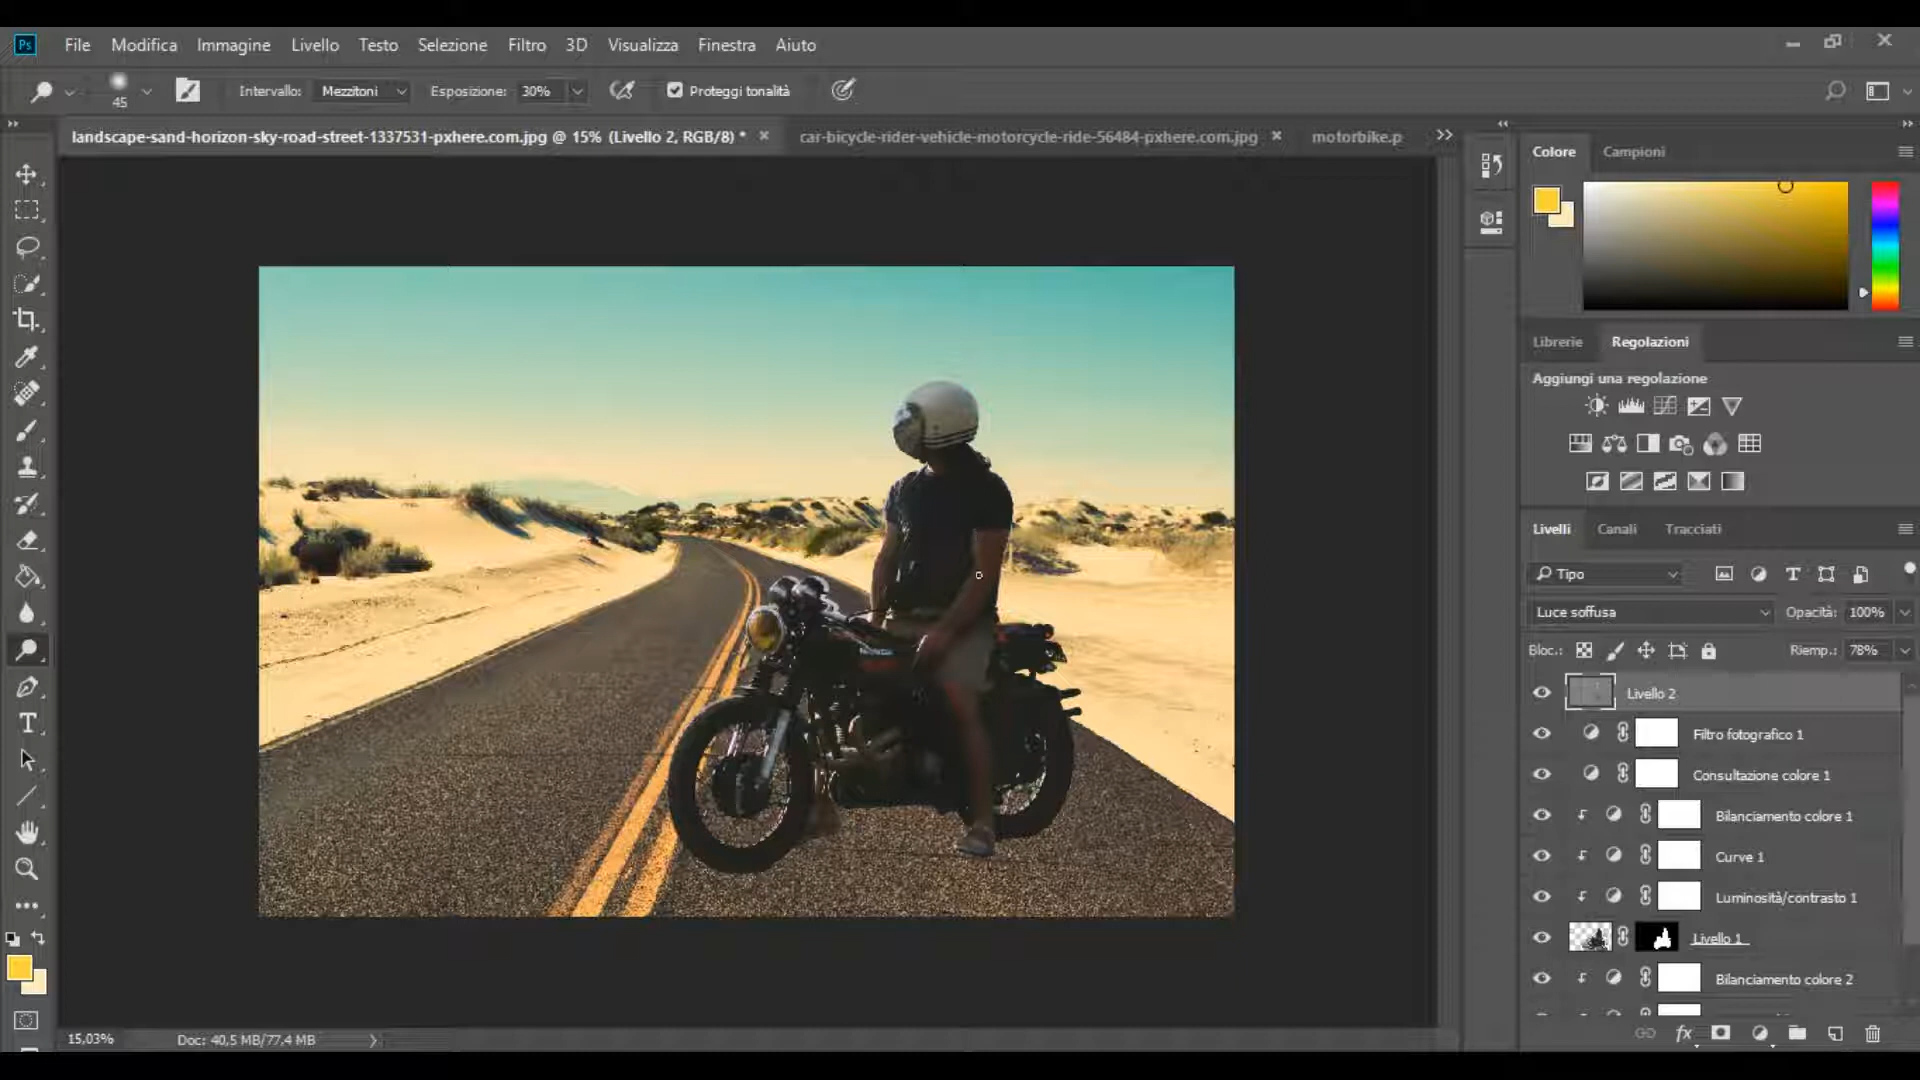 Ps File Modifica Immagine Livello Testo Selezione Filtro 3D Visualizza Finestra Aiuto
45 Intervallo: Mezzitoni Esposizione: 30% Proteggi tonalità
landscape-sand-horizon-sky-road-street-1337531-pxhere.com.jpg @ 15% (Livello 2, RGB/8) * car-bicycle-rider-vehicle-motorcycle-ride-56484-pxhere.com.jpg motorbike.p
Colore Campioni
Librerie Regolazioni
Aggiungi una regolazione
Livelli Canali Tracciati
Tipo
Luce soffusa Opacità: 100%
Bloc.: Riemp.: 78%
Livello 2
Filtro fotografico 1
Consultazione colore 1
Bilanciamento colore 1
Curve 1
Luminosità/contrasto 1
Livello 1
Bilanciamento colore 2
15,03% Doc: 40,5 MB/77,4 MB